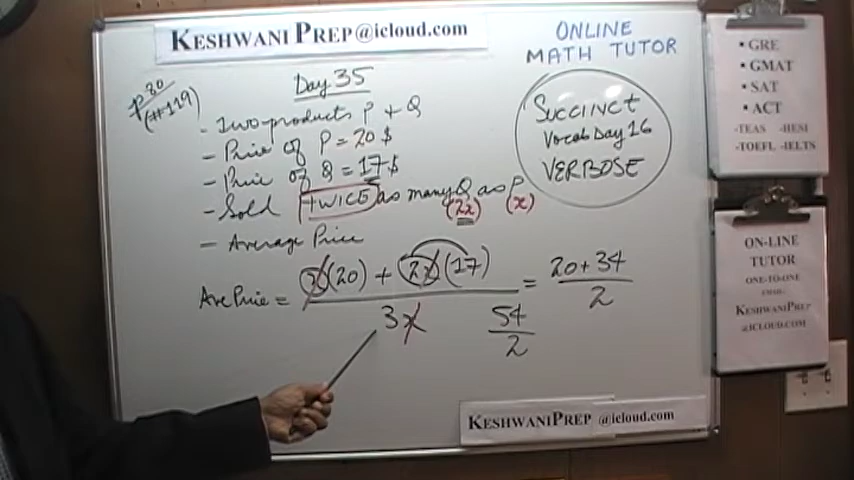 KESHWANI PREP@icloud.com
ONLINE
MATH TUTOR
Day 35
p 80
(#119)
- Two products P + Q
- Price of P = 20 $
- Price of Q = 17 $
- Sold TWICE as many Q as P
(2x) (x)
- Average Price
Ave Price = x(20) + 2x(17) / 3x = 20 + 34 / 2
54 / 2
SUCCINCT
Vocab Day 16
VERBOSE
• GRE
• GMAT
• SAT
• ACT
-TEAS -HESI
-TOEFL -IELTS
ON-LINE
TUTOR
ONE-TO-ONE
EMAIL
KESHWANIPREP
@ICLOUD.COM
KESHWANIPREP @icloud.com